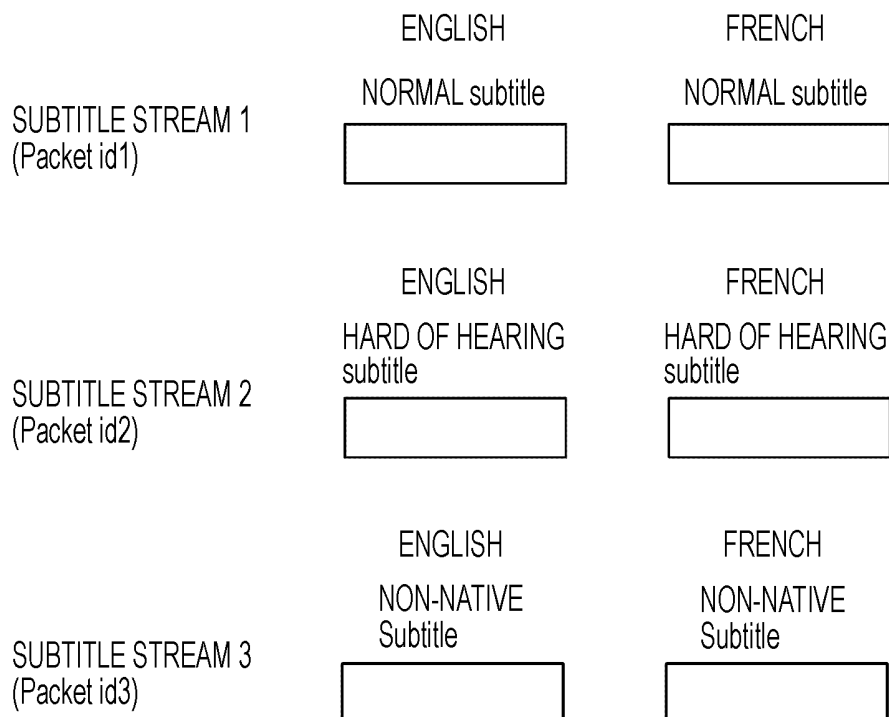 ENGLISH FRENCH
NORMAL subtitle NORMAL subtitle
SUBTITLE STREAM 1
(Packet id1)
ENGLISH FRENCH
HARD OF HEARING HARD OF HEARING
subtitle subtitle
SUBTITLE STREAM 2
(Packet id2)
ENGLISH FRENCH
NON-NATIVE NON-NATIVE
Subtitle Subtitle
SUBTITLE STREAM 3
(Packet id3)